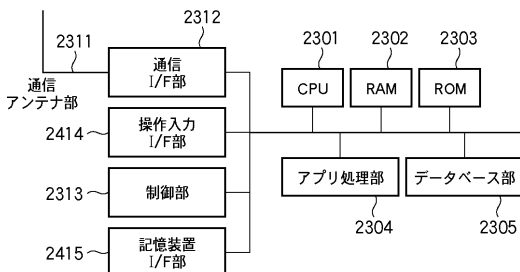 2311
2312
通信
アンテナ部
通信
I/F部
2414
操作入力
I/F部
2313
制御部
2415
記憶装置
I/F部
2301
2302
2303
CPU
RAM
ROM
アプリ処理部
データベース部
2304
2305